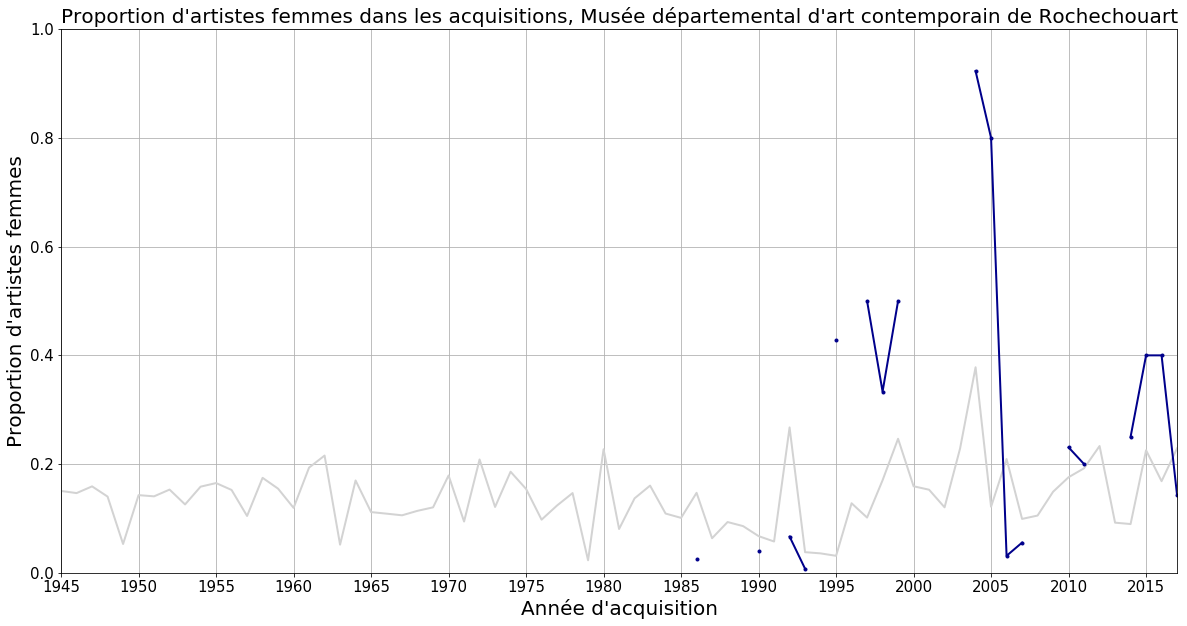 Proportion d'artistes femmes dans les acquisitions, Musée départemental d'art contemporain de Rochechouart
1.0
0.8
0.6
0.4
0.2
0.0
Proportion d'artistes femmes
1945 1950 1955 1960 1965 1970 1975 1980 1985 1990 1995 2000 2005 2010 2015
Année d'acquisition